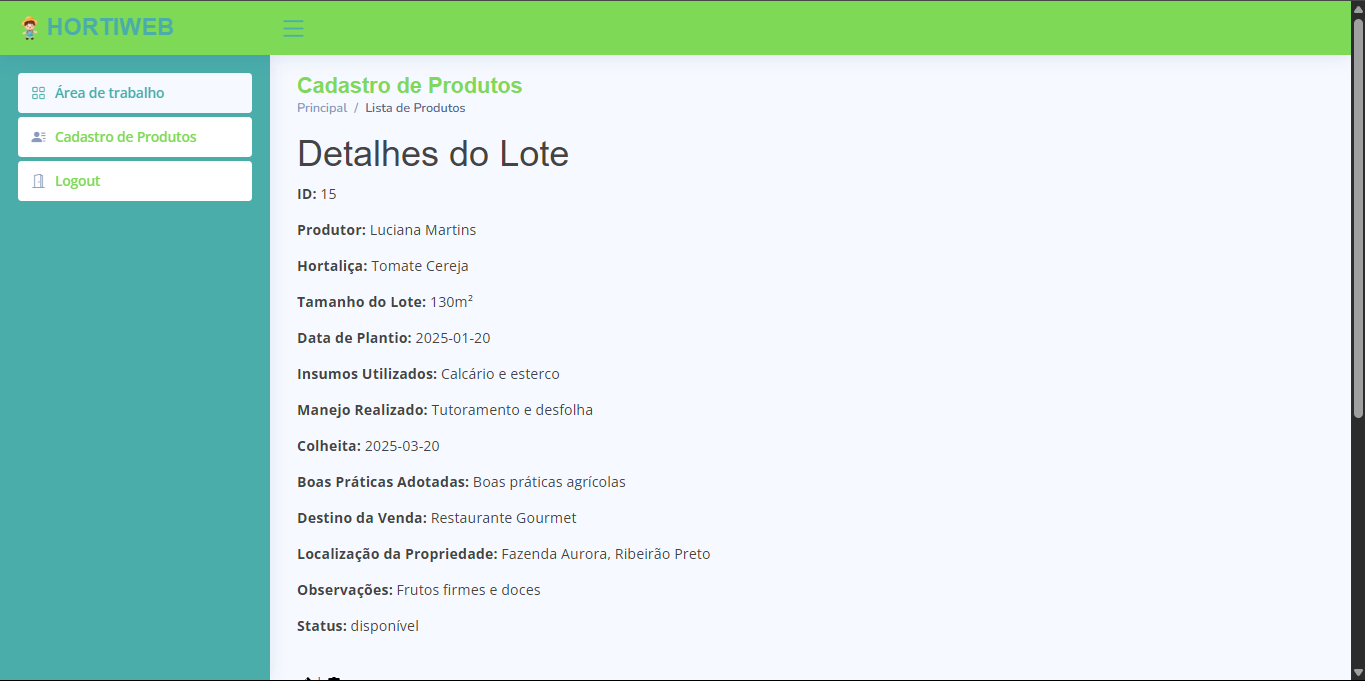 HORTIWEB
Área de trabalho
Cadastro de Produtos
Logout
Cadastro de Produtos
Principal / Lista de Produtos
Detalhes do Lote
ID: 15
Produtor: Luciana Martins
Hortaliça: Tomate Cereja
Tamanho do Lote: 130m²
Data de Plantio: 2025-01-20
Insumos Utilizados: Calcário e esterco
Manejo Realizado: Tutoramento e desfolha
Colheita: 2025-03-20
Boas Práticas Adotadas: Boas práticas agrícolas
Destino da Venda: Restaurante Gourmet
Localização da Propriedade: Fazenda Aurora, Ribeirão Preto
Observações: Frutos firmes e doces
Status: disponível